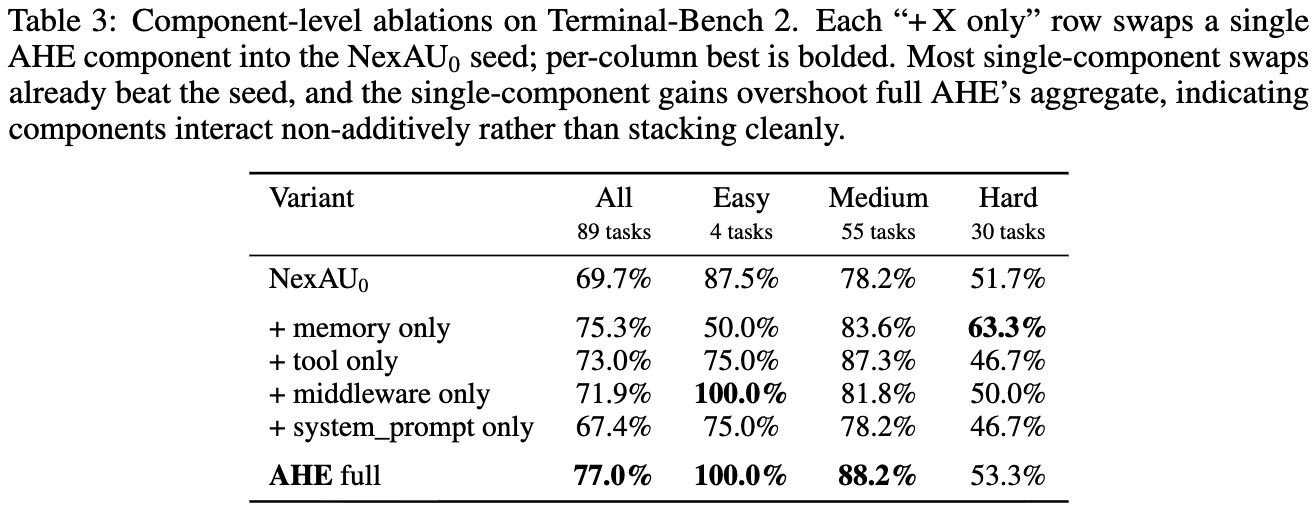 Table 3: Component-level ablations on Terminal-Bench 2. Each “+ X only” row swaps a single
AHE component into the NexAU₀ seed; per-column best is bolded. Most single-component swaps
already beat the seed, and the single-component gains overshoot full AHE’s aggregate, indicating
components interact non-additively rather than stacking cleanly.
Variant All Easy Medium Hard
89 tasks 4 tasks 55 tasks 30 tasks
NexAU₀ 69.7% 87.5% 78.2% 51.7%
+ memory only 75.3% 50.0% 83.6% 63.3%
+ tool only 73.0% 75.0% 87.3% 46.7%
+ middleware only 71.9% 100.0% 81.8% 50.0%
+ system_prompt only 67.4% 75.0% 78.2% 46.7%
AHE full 77.0% 100.0% 88.2% 53.3%